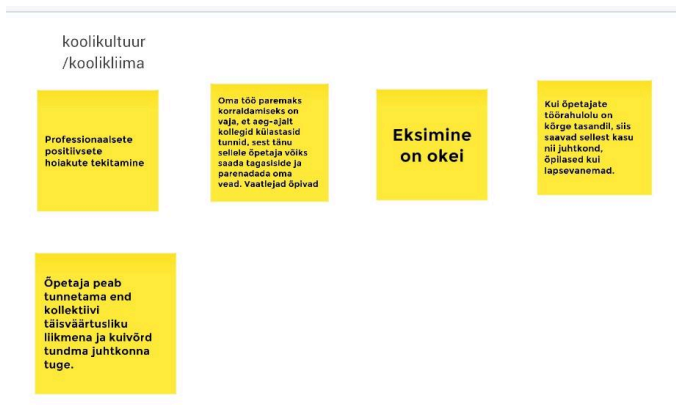 koolikultuur
/koolikliima
Professionaalsete
positiivsete
hoiakute tekitamine
Oma töö paremaks
korraldamiseks on
vaja, et aeg-ajalt
kollegid külastasid
tunnid, sest tänu
sellele õpetaja võiks
saada tagasiside ja
parenadada oma
vead. Vaatlejad õpivad
Eksimine
on okei
Kui õpetajate
töörahulolu on
kõrge tasandil, siis
saavad sellest kasu
nii juhtkond,
õpilased kui
lapsevanemad.
Õpetaja peab
tunnetama end
kollektiivi
täisväärtusliku
liikmena ja kuivõrd
tundma juhtkonna
tuge.